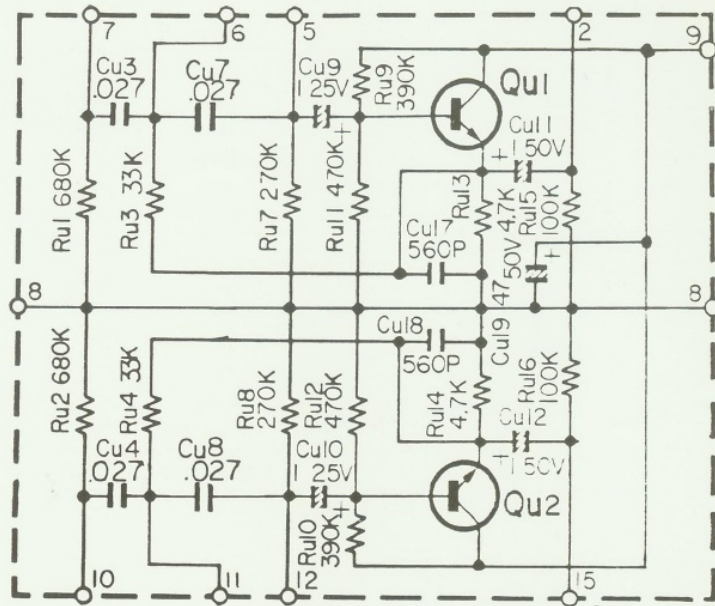 7
6
5
2
9
Cu3
.027
Cu7
.027
Cu9
1 25V
+
Ru9
390K
Qu1
Cu11
+ 1 50V
Ru1 680K
Ru3 33K
Ru7 270K
Ru11 470K
Ru13
4.7K
Ru15
100K
Cu17
560P
47
50V
+
8
8
Cu18
560P
Cu19
Ru2 680K
Ru4 33K
Ru8
270K
Ru12
470K
Ru14
4.7K
Ru16
100K
Cu4
.027
Cu8
.027
Cu10
1 25V
+
Cu12
+ 1 50V
Ru10
390K
Qu2
10
11
12
15